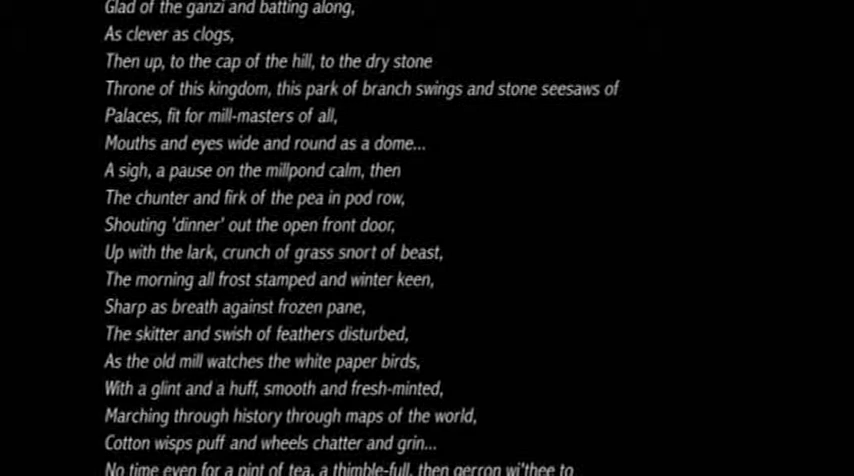 Glad of the ganzi and batting along,
As clever as clogs,
Then up, to the cap of the hill, to the dry stone
Throne of this kingdom, this park of branch swings and stone seesaws of
Palaces, fit for mill-masters of all,
Mouths and eyes wide and round as a dome...
A sigh, a pause on the millpond calm, then
The chunter and firk of the pea in pod row,
Shouting 'dinner' out the open front door,
Up with the lark, crunch of grass snort of beast,
The morning all frost stamped and winter keen,
Sharp as breath against frozen pane,
The skitter and swish of feathers disturbed,
As the old mill watches the white paper birds,
With a glint and a huff, smooth and fresh-minted,
Marching through history through maps of the world,
Cotton wisps puff and wheels chatter and grin...
No time even for a pint of tea, a thimble-full, then gerron wi'thee to